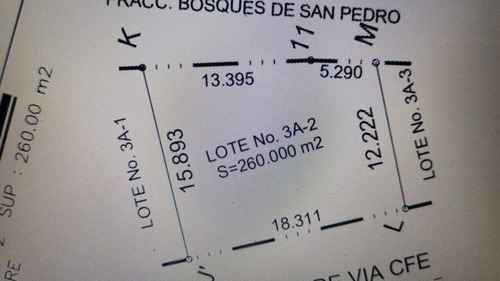 FRACC. BOSQUES DE SAN PEDRO
K
11
M
13.395
5.290
LOTE No. 3A-1
15.893
LOTE No. 3A-2
S=260.000 m2
12.222
LOTE No. 3A-3
18.311
J'
L
VIA CFE
SUP : 260.00 m2